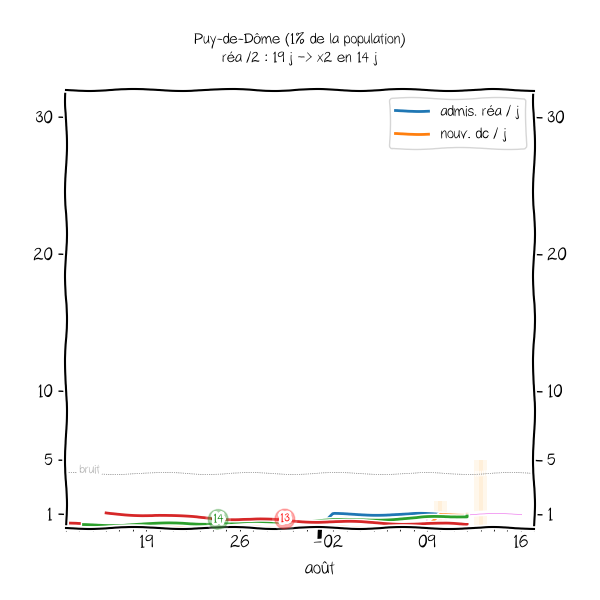 Puy-de-Dôme (1% de la population)
réa /2 : 19 j -> x2 en 14 j
admis. réa / j
nouv. dc / j
30
30
20
20
10
10
5
5
bruit
14
13
1
1
19
26
02
09
16
août